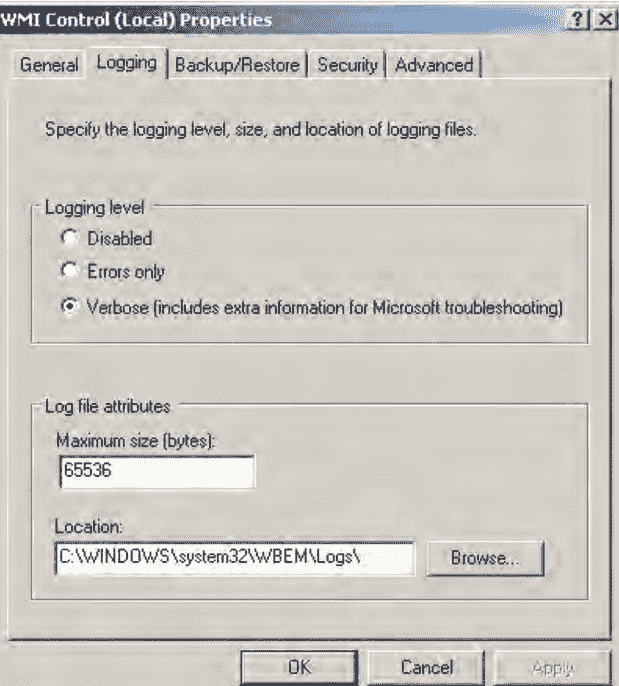 WMI Control (Local) Properties
General Logging Backup/Restore Security Advanced
Specify the logging level, size, and location of logging files.
Logging level
Disabled
Errors only
Verbose (includes extra information for Microsoft troubleshooting)
Log file attributes
Maximum size (bytes):
65536
Location:
C:\WINDOWS\system32\WBEM\Logs\ Browse...
OK Cancel Apply